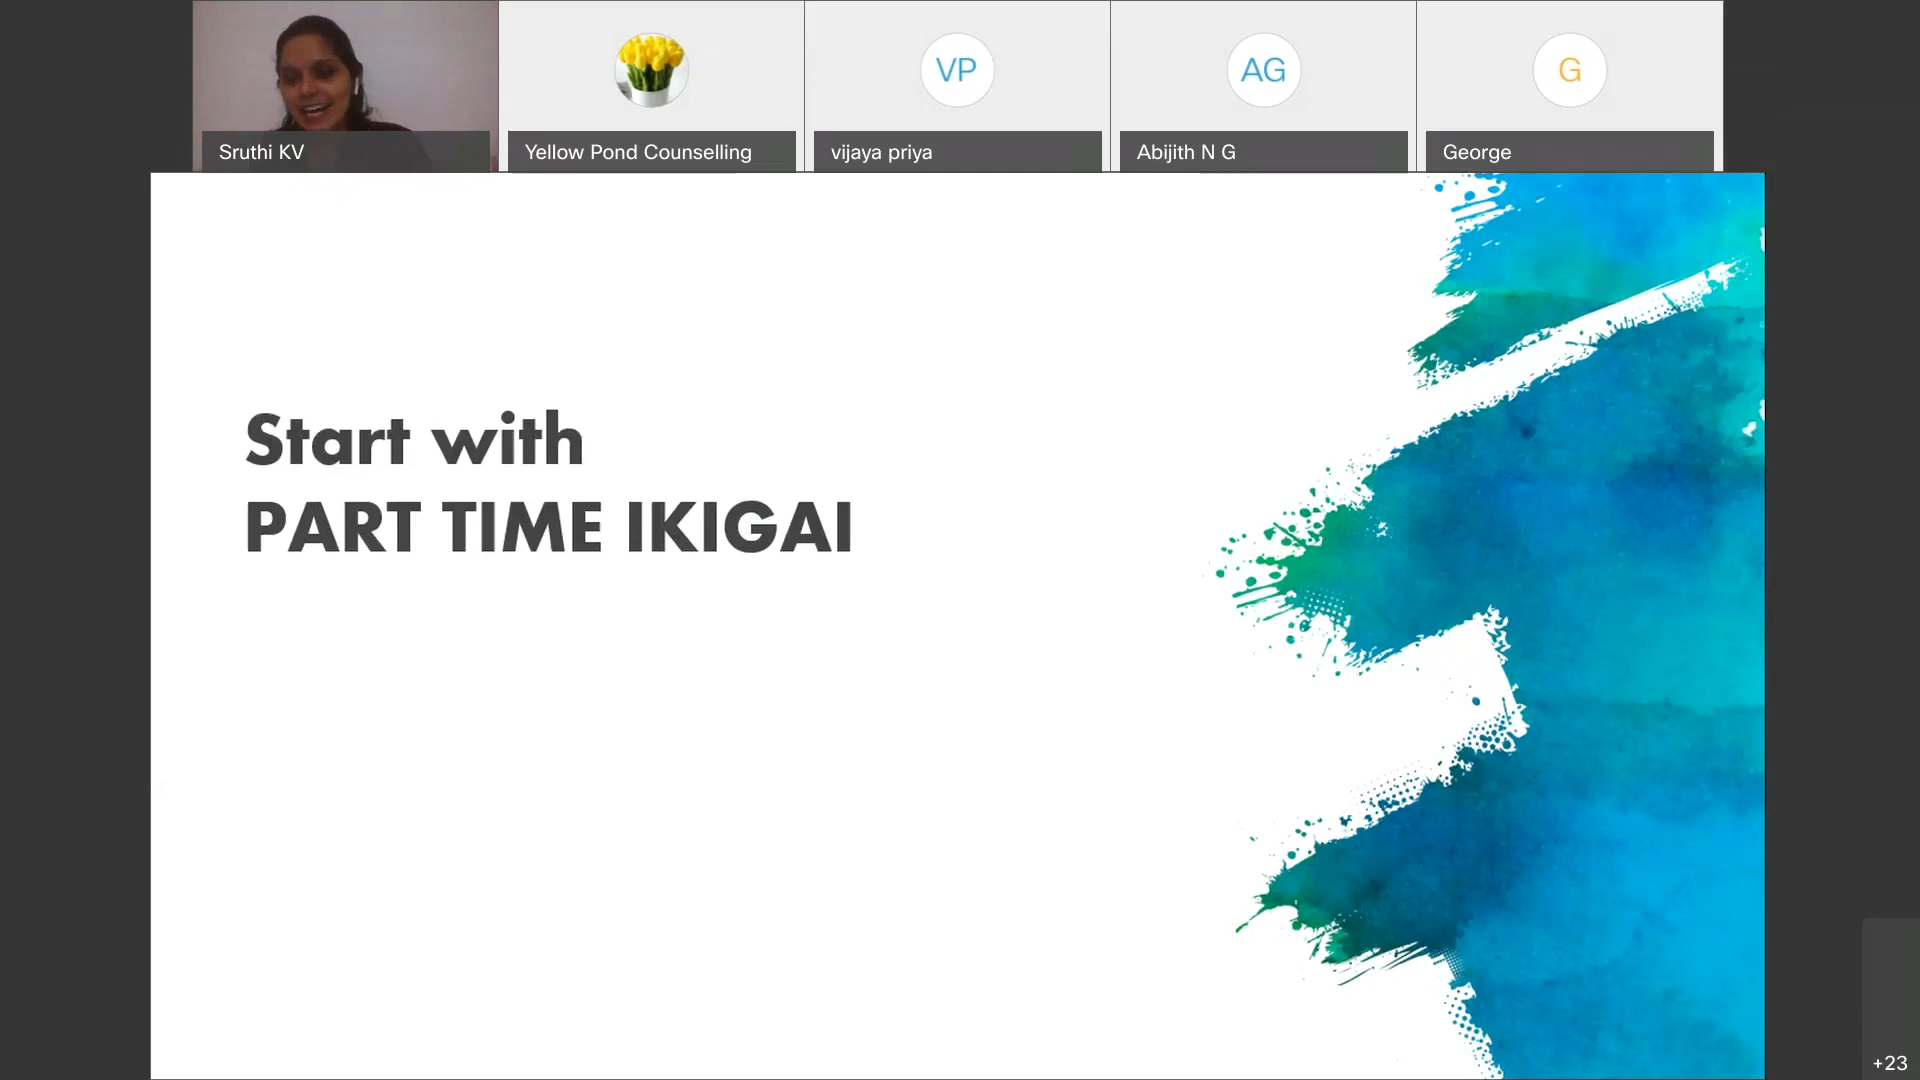 Sruthi KV
Yellow Pond Counselling
VP
vijaya priya
AG
Abijith N G
G
George
Start with
PART TIME IKIGAI
+23